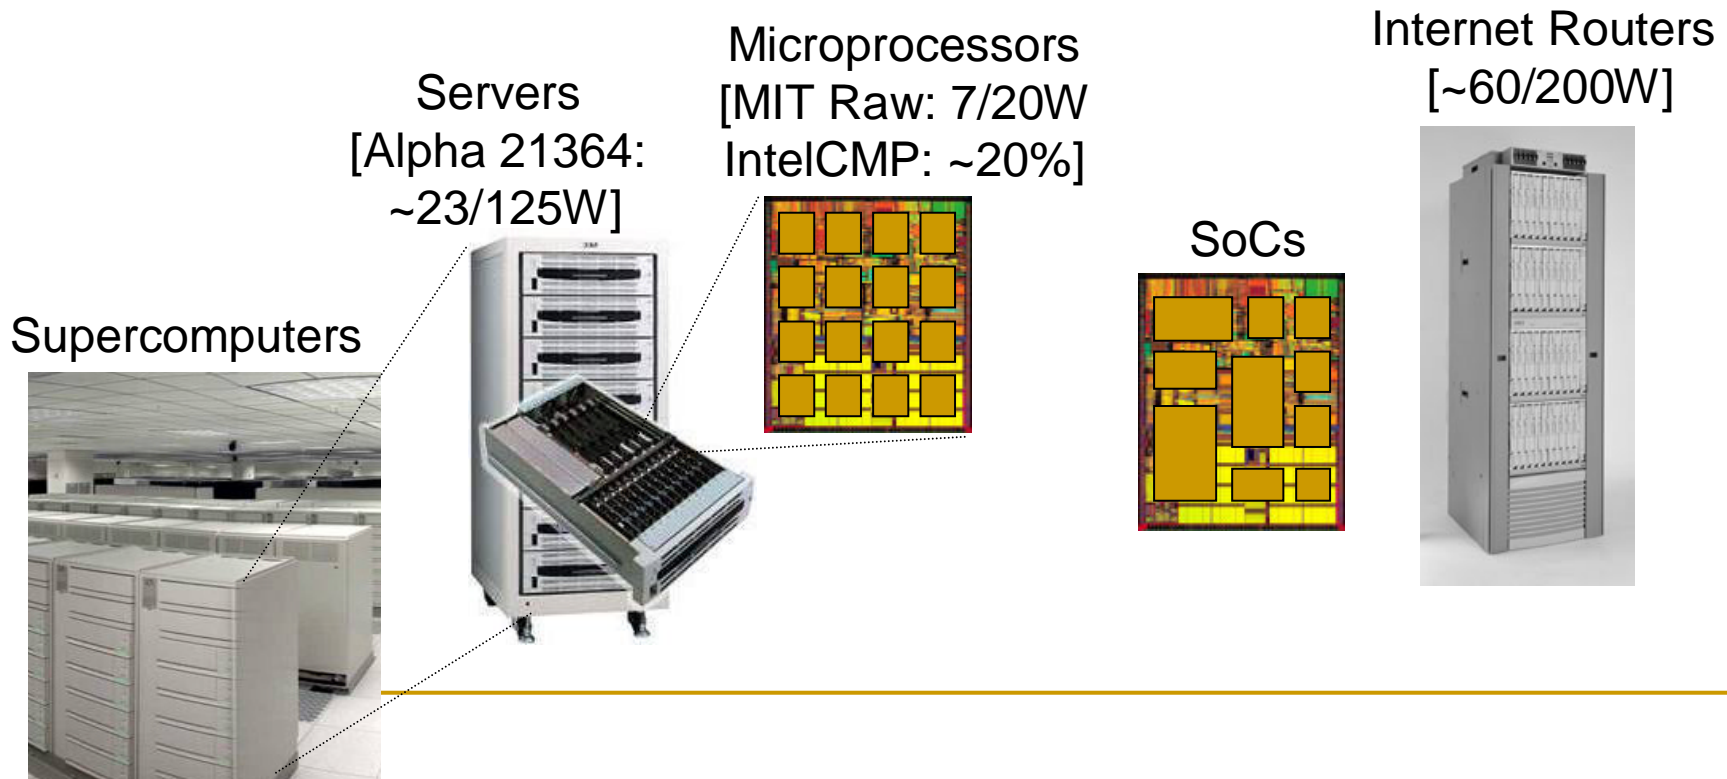 Supercomputers
Servers
[Alpha 21364:
~23/125W]
Microprocessors
[MIT Raw: 7/20W
IntelCMP: ~20%]
SoCs
Internet Routers
[~60/200W]